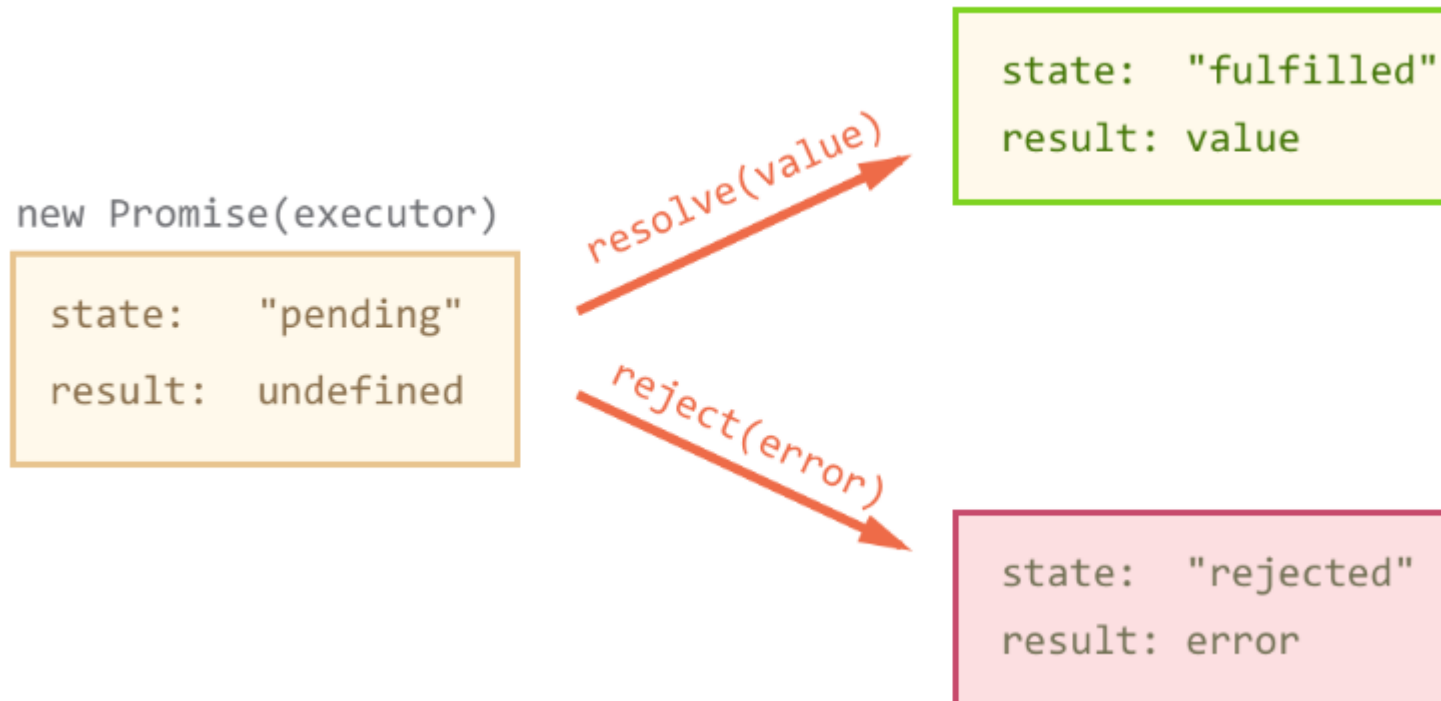 new Promise(executor)
state: "pending"
result: undefined
resolve(value)
reject(error)
state: "fulfilled"
result: value
state: "rejected"
result: error